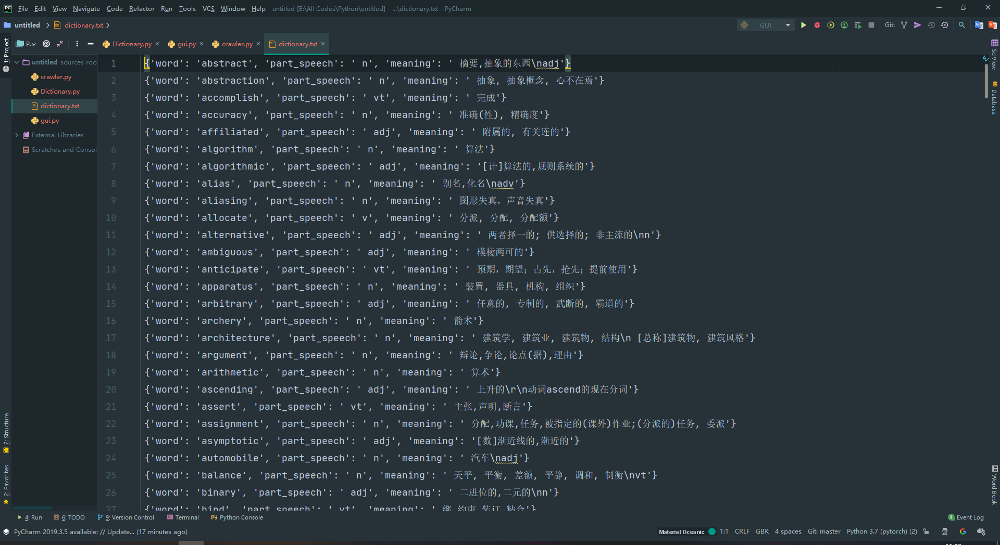 File Edit View Navigate Code Refactor Run Tools VCS Window Help untitled [E:\All Codes\Python\untitled] - ...\dictionary.txt - PyCharm
untitled dictionary.txt GUI Git:
P.. Dictionary.py gui.py crawler.py dictionary.txt
1: Project
untitled sources roo
crawler.py
Dictionary.py
dictionary.txt
gui.py
External Libraries
Scratches and Consol
1 {'word': 'abstract', 'part_speech': ' n', 'meaning': ' 摘要,抽象的东西\nadj'}
2 {'word': 'abstraction', 'part_speech': ' n', 'meaning': ' 抽象, 抽象概念, 心不在焉'}
3 {'word': 'accomplish', 'part_speech': ' vt', 'meaning': ' 完成'}
4 {'word': 'accuracy', 'part_speech': ' n', 'meaning': ' 准确(性), 精确度'}
5 {'word': 'affiliated', 'part_speech': ' adj', 'meaning': ' 附属的, 有关连的'}
6 {'word': 'algorithm', 'part_speech': ' n', 'meaning': ' 算法'}
7 {'word': 'algorithmic', 'part_speech': ' adj', 'meaning': '[计]算法的,规则系统的'}
8 {'word': 'alias', 'part_speech': ' n', 'meaning': ' 别名,化名\nadv'}
9 {'word': 'aliasing', 'part_speech': ' n', 'meaning': ' 图形失真，声音失真'}
10 {'word': 'allocate', 'part_speech': ' v', 'meaning': ' 分派, 分配, 分配额'}
11 {'word': 'alternative', 'part_speech': ' adj', 'meaning': ' 两者择一的; 供选择的; 非主流的\nn'}
12 {'word': 'ambiguous', 'part_speech': ' adj', 'meaning': ' 模棱两可的'}
13 {'word': 'anticipate', 'part_speech': ' vt', 'meaning': ' 预期，期望；占先，抢先；提前使用'}
14 {'word': 'apparatus', 'part_speech': ' n', 'meaning': ' 装置, 器具, 机构, 组织'}
15 {'word': 'arbitrary', 'part_speech': ' adj', 'meaning': ' 任意的, 专制的, 武断的, 霸道的'}
16 {'word': 'archery', 'part_speech': ' n', 'meaning': ' 箭术'}
17 {'word': 'architecture', 'part_speech': ' n', 'meaning': ' 建筑学, 建筑业, 建筑物, 结构\n [总称]建筑物, 建筑风格'}
18 {'word': 'argument', 'part_speech': ' n', 'meaning': ' 辩论,争论,论点(据),理由'}
19 {'word': 'arithmetic', 'part_speech': ' n', 'meaning': ' 算术'}
20 {'word': 'ascending', 'part_speech': ' adj', 'meaning': ' 上升的\r\n动词ascend的现在分词'}
21 {'word': 'assert', 'part_speech': ' vt', 'meaning': ' 主张,声明,断言'}
22 {'word': 'assignment', 'part_speech': ' n', 'meaning': ' 分配,功课,任务,被指定的(课外)作业;(分派的)任务, 委派'}
23 {'word': 'asymptotic', 'part_speech': ' adj', 'meaning': '[数]渐近线的,渐近的'}
24 {'word': 'automobile', 'part_speech': ' n', 'meaning': ' 汽车\nadj'}
25 {'word': 'balance', 'part_speech': ' n', 'meaning': ' 天平, 平衡, 差额, 平静, 调和, 制衡\nvt'}
26 {'word': 'binary', 'part_speech': ' adj', 'meaning': ' 二进位的,二元的\nn'}
27 {'word': 'bind', 'part_speech': ' vt', 'meaning': ' 绑, 约束, 装订, 粘合'}
7: Structure
2: Favorites
SciView
Database
Word Book
4: Run 6: TODO 9: Version Control Terminal Python Console 1 Event Log
PyCharm 2019.3.5 available: // Update... (17 minutes ago) Material Oceanic 1:1 CRLF GBK 4 spaces Git: master Python 3.7 (pytorch) (2)